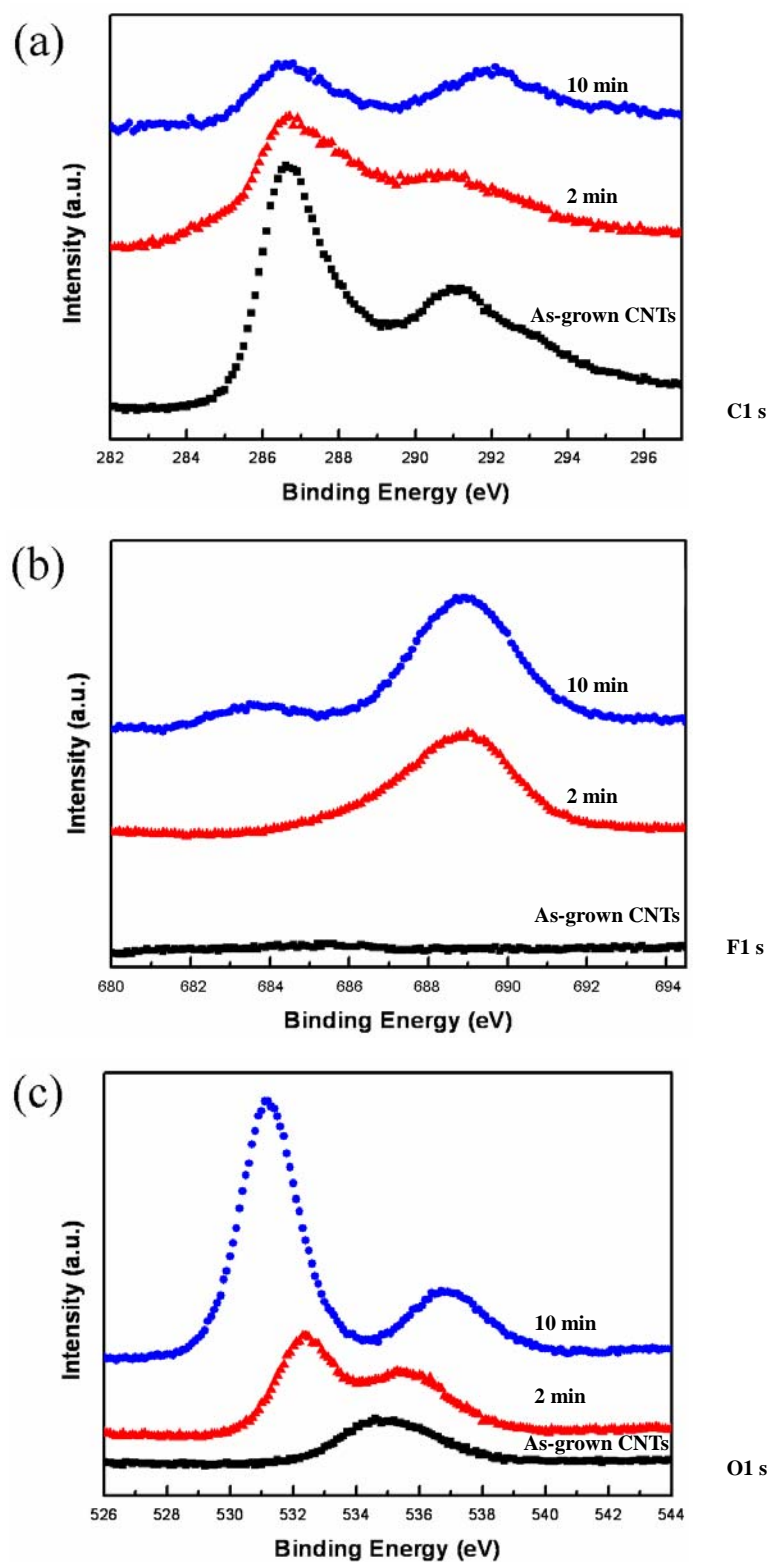 (a)
10 min
2 min
As-grown CNTs
Intensity (a.u.)
C1 s
282 284 286 288 290 292 294 296
Binding Energy (eV)
(b)
10 min
2 min
As-grown CNTs
Intensity (a.u.)
F1 s
680 682 684 686 688 690 692 694
Binding Energy (eV)
(c)
10 min
2 min
As-grown CNTs
Intensity (a.u.)
O1 s
526 528 530 532 534 536 538 540 542 544
Binding Energy (eV)